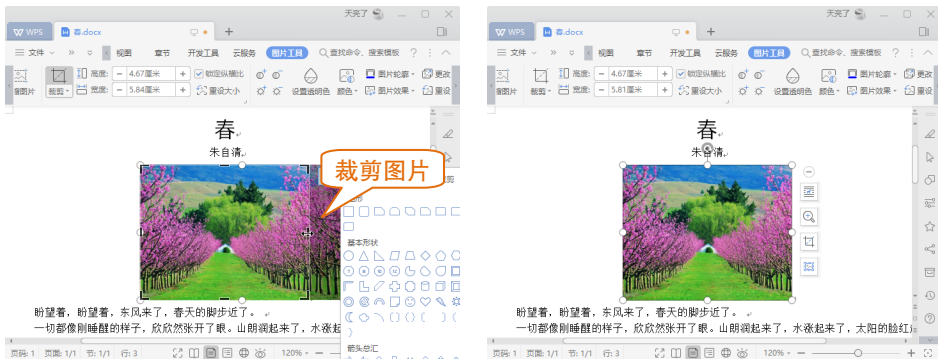 天亮了
WPS
春.docx
文件
视图
章节
开发工具
云服务
图片工具
查找命令、搜索模板
裁剪
高度:
4.67厘米
宽度:
5.84厘米
锁定纵横比
重设大小
设置透明色
颜色
图片轮廓
图片效果
更改
重设
春
朱自清
裁剪图片
基本形状
箭头总汇
盼望着，盼望着，东风来了，春天的脚步近了。
一切都像刚睡醒的样子，欣欣然张开了眼。山朗润起来了，水涨起
页码: 1 页面: 1/1 节: 1/1 行: 3
120%
天亮了
WPS
春.docx
文件
视图
章节
开发工具
云服务
图片工具
查找命令、搜索模板
裁剪
高度:
4.67厘米
宽度:
5.81厘米
锁定纵横比
重设大小
设置透明色
颜色
图片轮廓
图片效果
更改
重设
春
朱自清
盼望着，盼望着，东风来了，春天的脚步近了。
一切都像刚睡醒的样子，欣欣然张开了眼。山朗润起来了，水涨起来了，太阳的脸红
页码: 1 页面: 1/1 节: 1/1 行: 3
120%